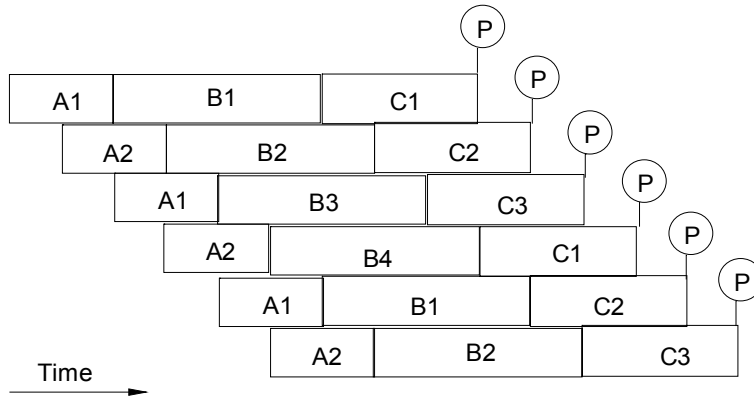 P
P
A1 B1 C1
P
A2 B2 C2
P
A1 B3 C3
P
A2 B4 C1
P
A1 B1 C2
A2 B2 C3
Time